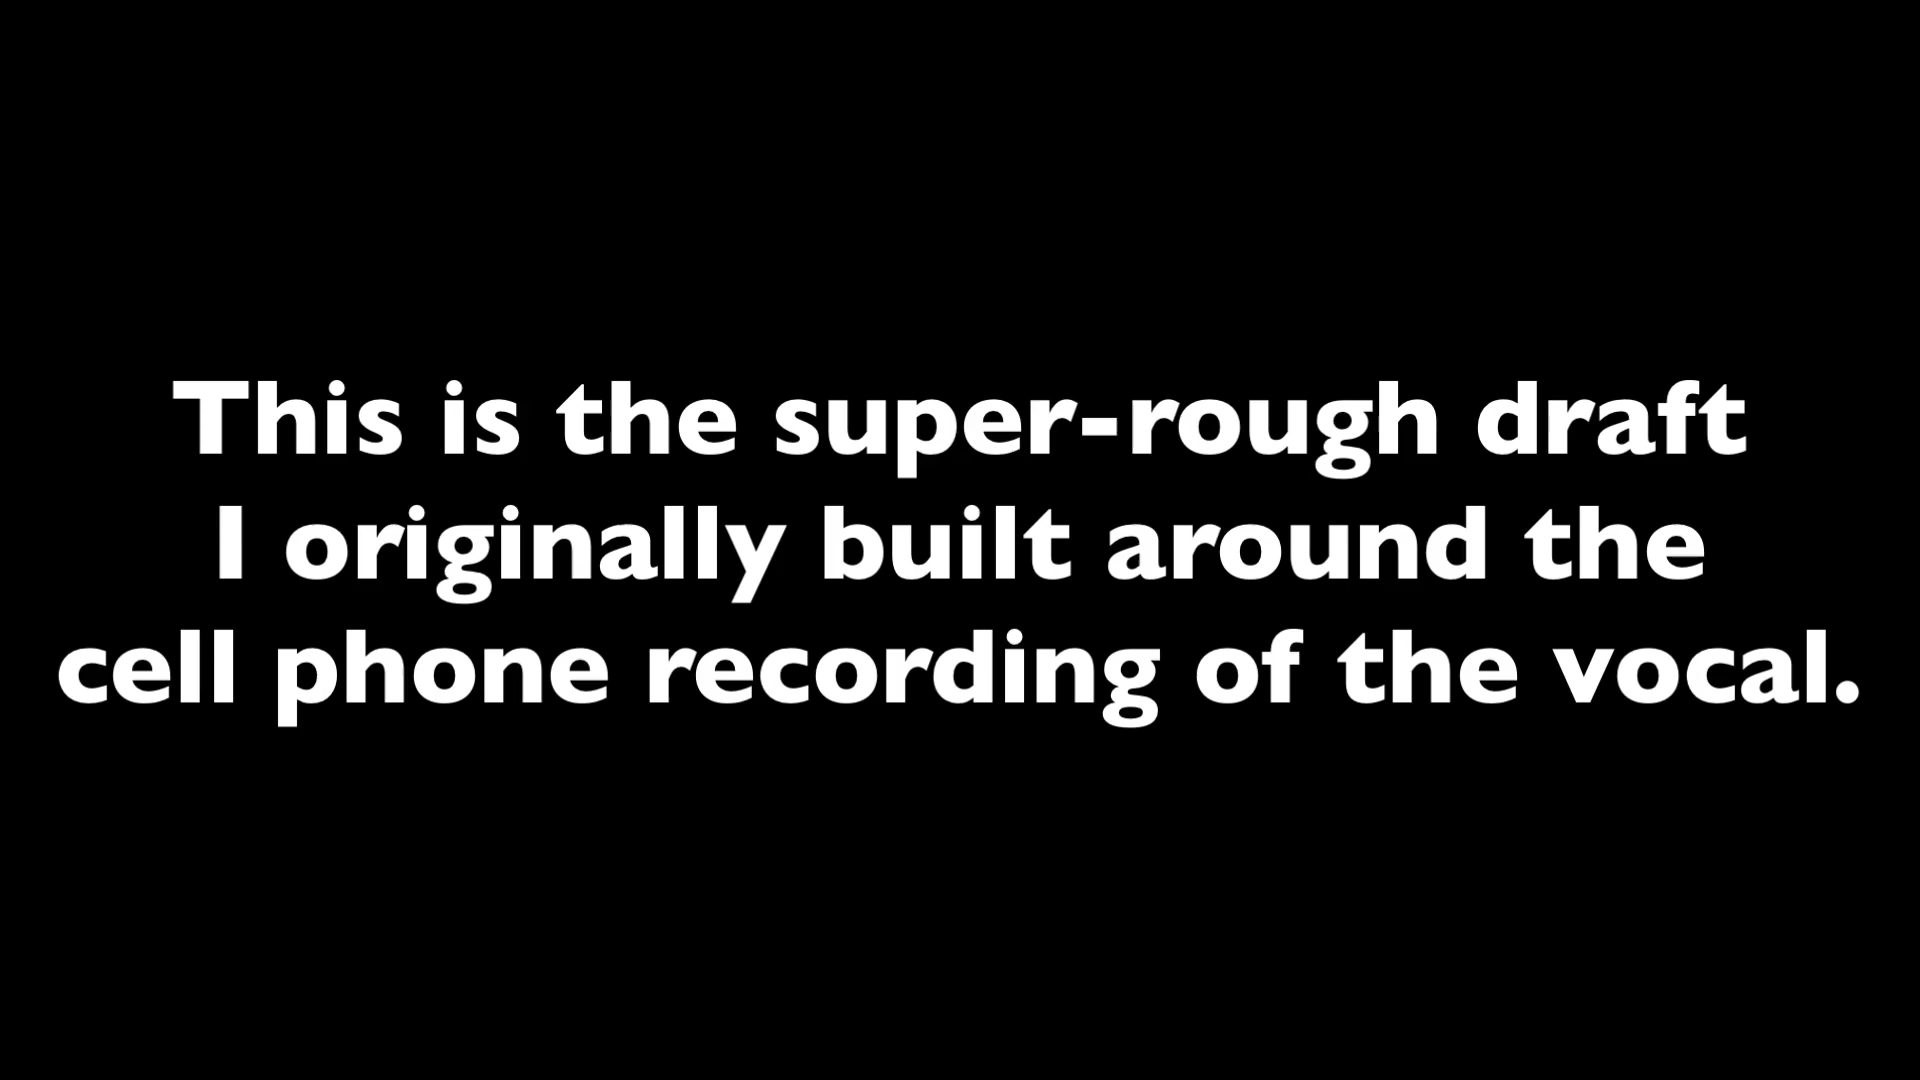 This is the super-rough draft
I originally built around the
cell phone recording of the vocal.